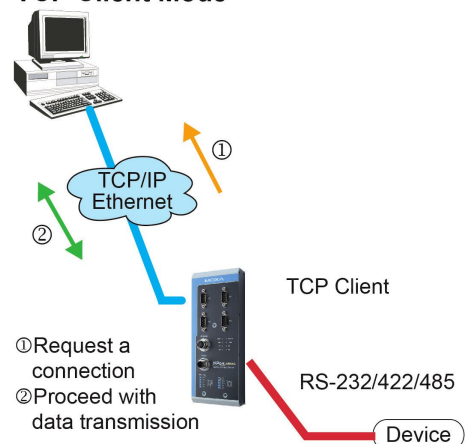 TCP Client Mode
①
TCP/IP
Ethernet
②
TCP Client
MOXA
①Request a
connection
②Proceed with
data transmission
RS-232/422/485
Device